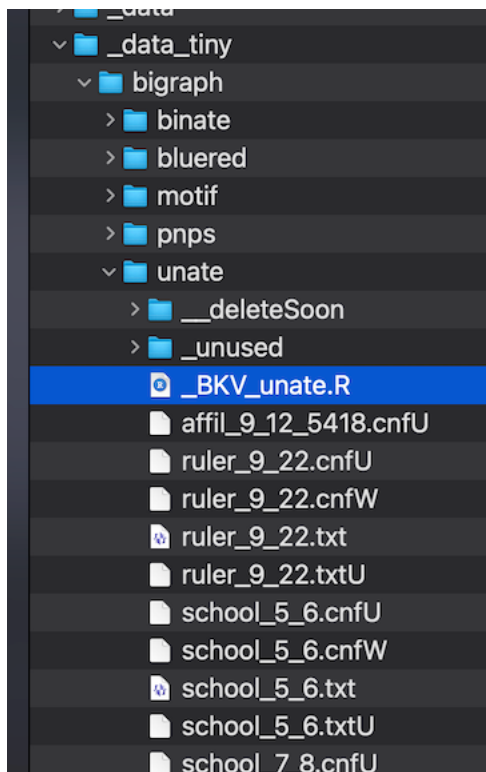 _data
_data_tiny
bigraph
binate
bluered
motif
pnps
unate
__deleteSoon
_unused
_BKV_unate.R
affil_9_12_5418.cnfU
ruler_9_22.cnfU
ruler_9_22.cnfW
ruler_9_22.txt
ruler_9_22.txtU
school_5_6.cnfU
school_5_6.cnfW
school_5_6.txt
school_5_6.txtU
school_7_8.cnfU